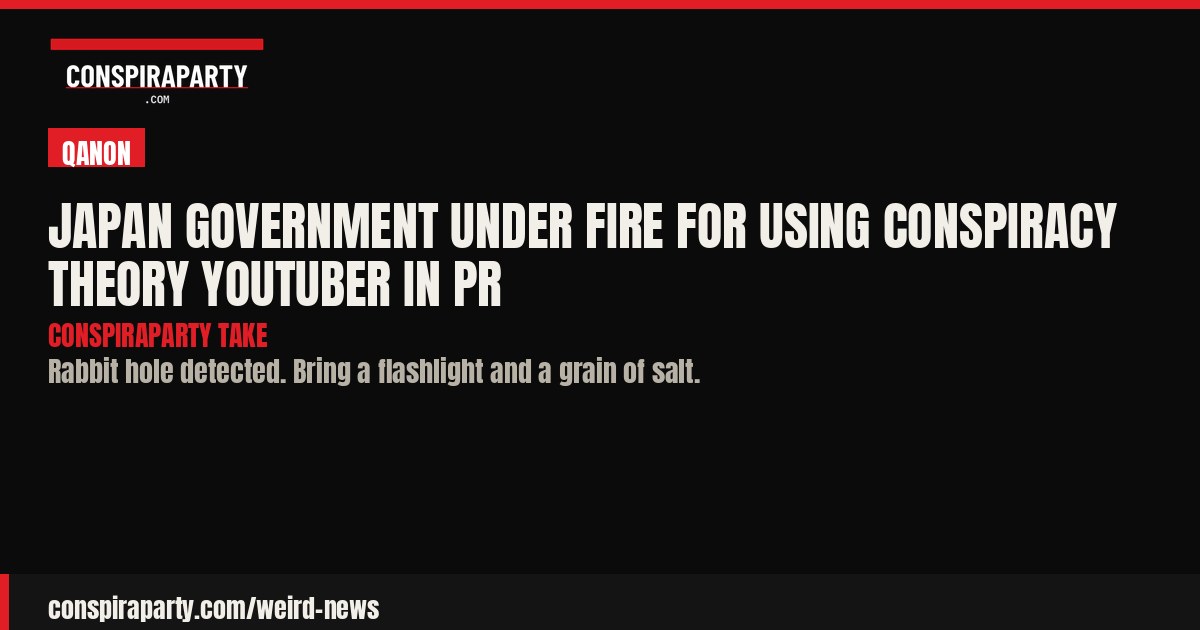 CONSPIRAPARTY
.COM
QANON
JAPAN GOVERNMENT UNDER FIRE FOR USING CONSPIRACY
THEORY YOUTUBER IN PR
CONSPIRAPARTY TAKE
Rabbit hole detected. Bring a flashlight and a grain of salt.
conspiraparty.com/weird-news